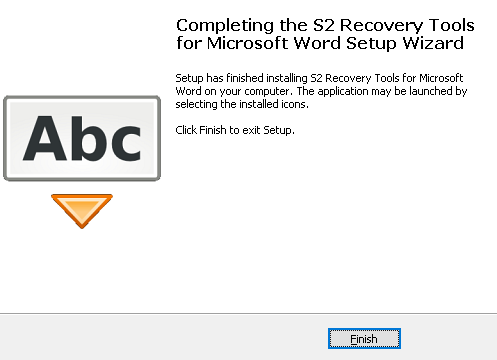 Completing the S2 Recovery Tools
for Microsoft Word Setup Wizard
Setup has finished installing S2 Recovery Tools for Microsoft
Word on your computer. The application may be launched by
selecting the installed icons.
Click Finish to exit Setup.
Abc
Finish